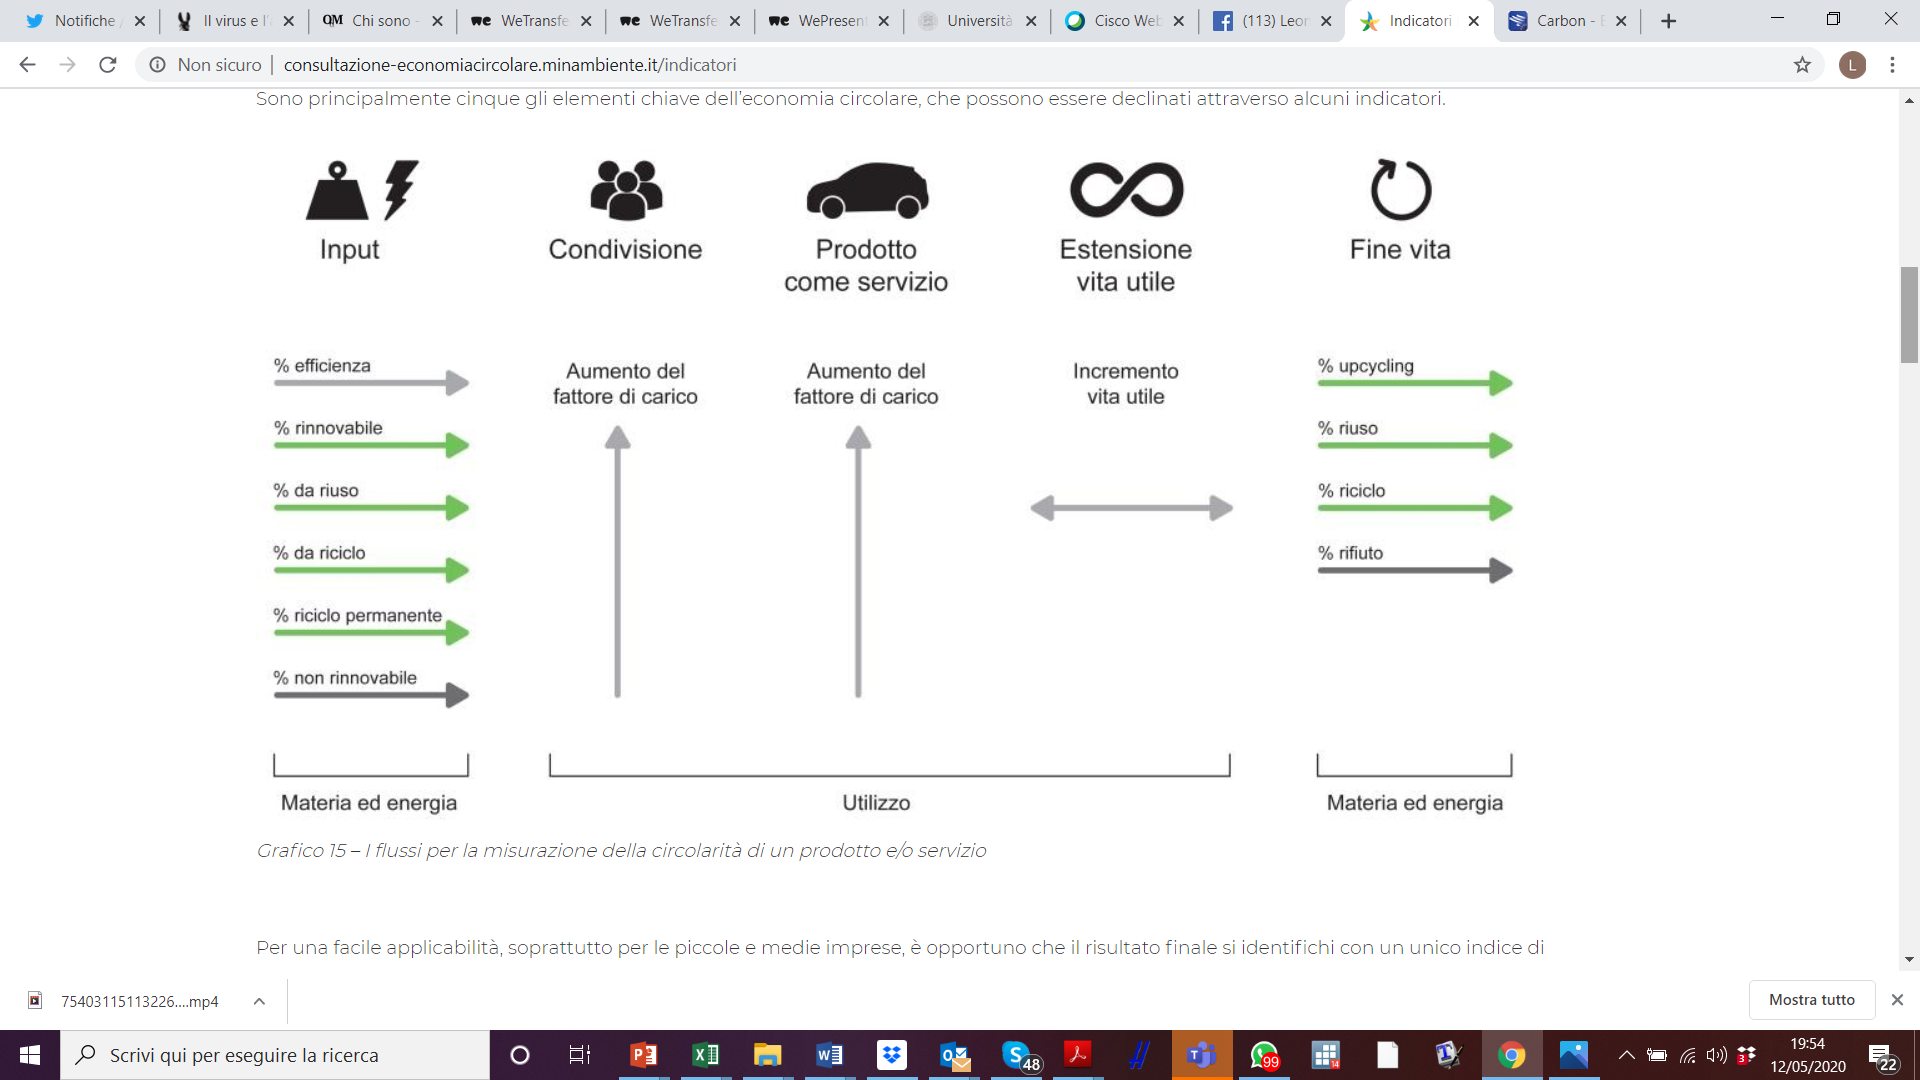 Notifiche /
Il virus e l'a
QM Chi sono -
we WeTransfe
we WeTransfe
we WePresen
Università
Cisco Web
(113) Leon
Indicatori
Carbon - E
Non sicuro
consultazione-economiacircolare.minambiente.it/indicatori
L
Sono principalmente cinque gli elementi chiave dell'economia circolare, che possono essere declinati attraverso alcuni indicatori.
Input
Condivisione
Prodotto
come servizio
Estensione
vita utile
Fine vita
% efficienza
% rinnovabile
% da riuso
% da riciclo
% riciclo permanente
% non rinnovabile
Aumento del
fattore di carico
Aumento del
fattore di carico
Incremento
vita utile
% upcycling
% riuso
% riciclo
% rifiuto
Materia ed energia
Utilizzo
Materia ed energia
Grafico 15 – I flussi per la misurazione della circolarità di un prodotto e/o servizio
Per una facile applicabilità, soprattutto per le piccole e medie imprese, è opportuno che il risultato finale si identifichi con un unico indice di
75403115113226....mp4
Mostra tutto
Scrivi qui per eseguire la ricerca
48
99
14
3
19:54
12/05/2020
22